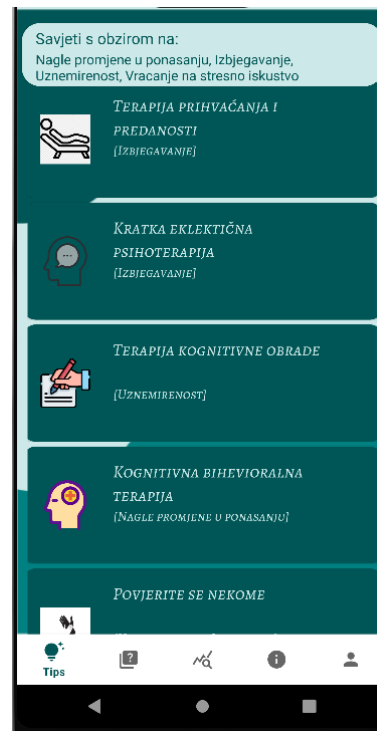 Savjeti s obzirom na:
Nagle promjene u ponasanju, Izbjegavanje,
Uznemirenost, Vracanje na stresno iskustvo
Terapija prihvaćanja i
predanosti
[Izbjegavanje]
Kratka eklektična
psihoterapija
[Izbjegavanje]
Terapija kognitivne obrade
[Uznemirenost]
Kognitivna bihevioralna
terapija
[Nagle promjene u ponasanju]
Povjerite se nekome
Tips